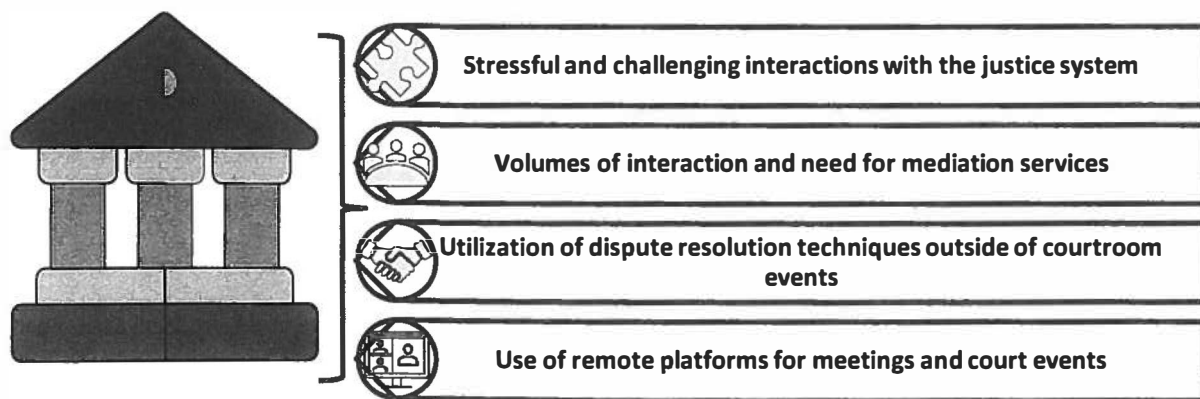 Stressful and challenging interactions with the justice system
Volumes of interaction and need for mediation services
Utilization of dispute resolution techniques outside of courtroom
events
Use of remote platforms for meetings and court events